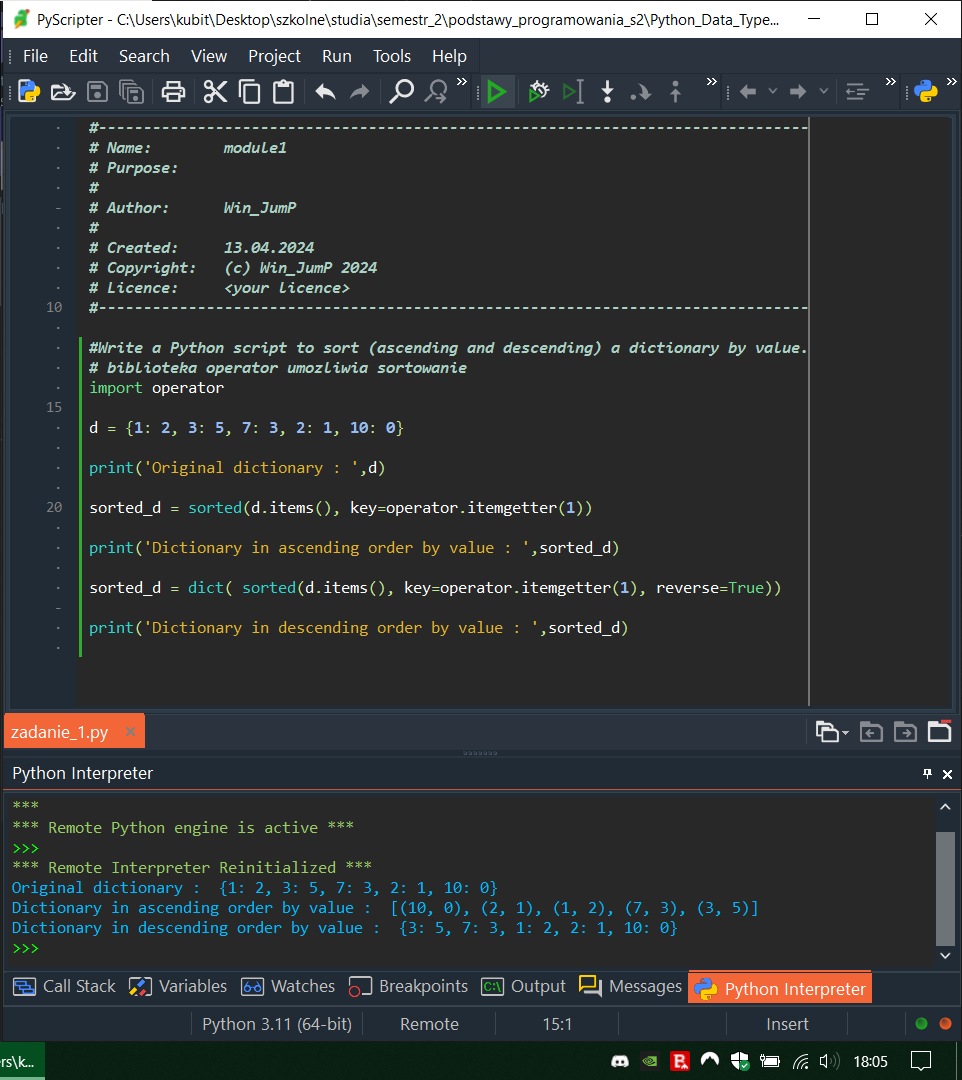 PyScripter - C:\Users\kubit\Desktop\szkolne\studia\semestr_2\podstawy_programowania_s2\Python_Data_Type...
File Edit Search View Project Run Tools Help
#------------------------------------------------------------------------------
# Name:        module1
# Purpose:
#
# Author:      Win_JumP
#
# Created:     13.04.2024
# Copyright:   (c) Win_JumP 2024
# Licence:     <your licence>
10 #------------------------------------------------------------------------------
#Write a Python script to sort (ascending and descending) a dictionary by value.
# biblioteka operator umozliwia sortowanie
import operator
15
d = {1: 2, 3: 5, 7: 3, 2: 1, 10: 0}
print('Original dictionary : ',d)
20 sorted_d = sorted(d.items(), key=operator.itemgetter(1))
print('Dictionary in ascending order by value : ',sorted_d)
sorted_d = dict( sorted(d.items(), key=operator.itemgetter(1), reverse=True))
print('Dictionary in descending order by value : ',sorted_d)
zadanie_1.py
Python Interpreter
***
*** Remote Python engine is active ***
>>>
*** Remote Interpreter Reinitialized ***
Original dictionary :  {1: 2, 3: 5, 7: 3, 2: 1, 10: 0}
Dictionary in ascending order by value :  [(10, 0), (2, 1), (1, 2), (7, 3), (3, 5)]
Dictionary in descending order by value :  {3: 5, 7: 3, 1: 2, 2: 1, 10: 0}
>>>
Call Stack Variables Watches Breakpoints C:\ Output Messages Python Interpreter
Python 3.11 (64-bit) Remote 15:1 Insert
ers\k... 18:05